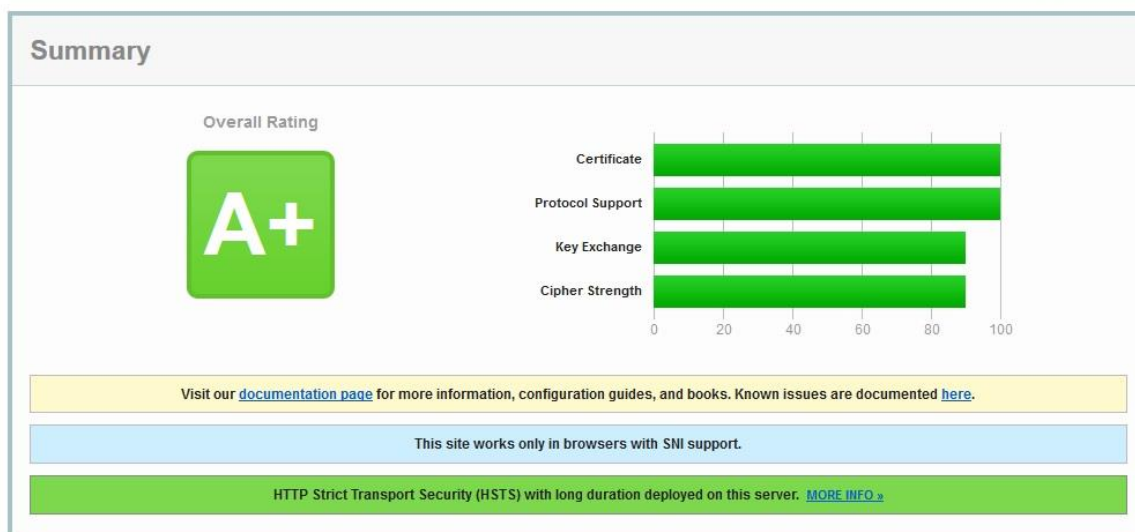 Summary
Overall Rating
A+
Certificate
Protocol Support
Key Exchange
Cipher Strength
0 20 40 60 80 100
Visit our documentation page for more information, configuration guides, and books. Known issues are documented here.
This site works only in browsers with SNI support.
HTTP Strict Transport Security (HSTS) with long duration deployed on this server. MORE INFO »